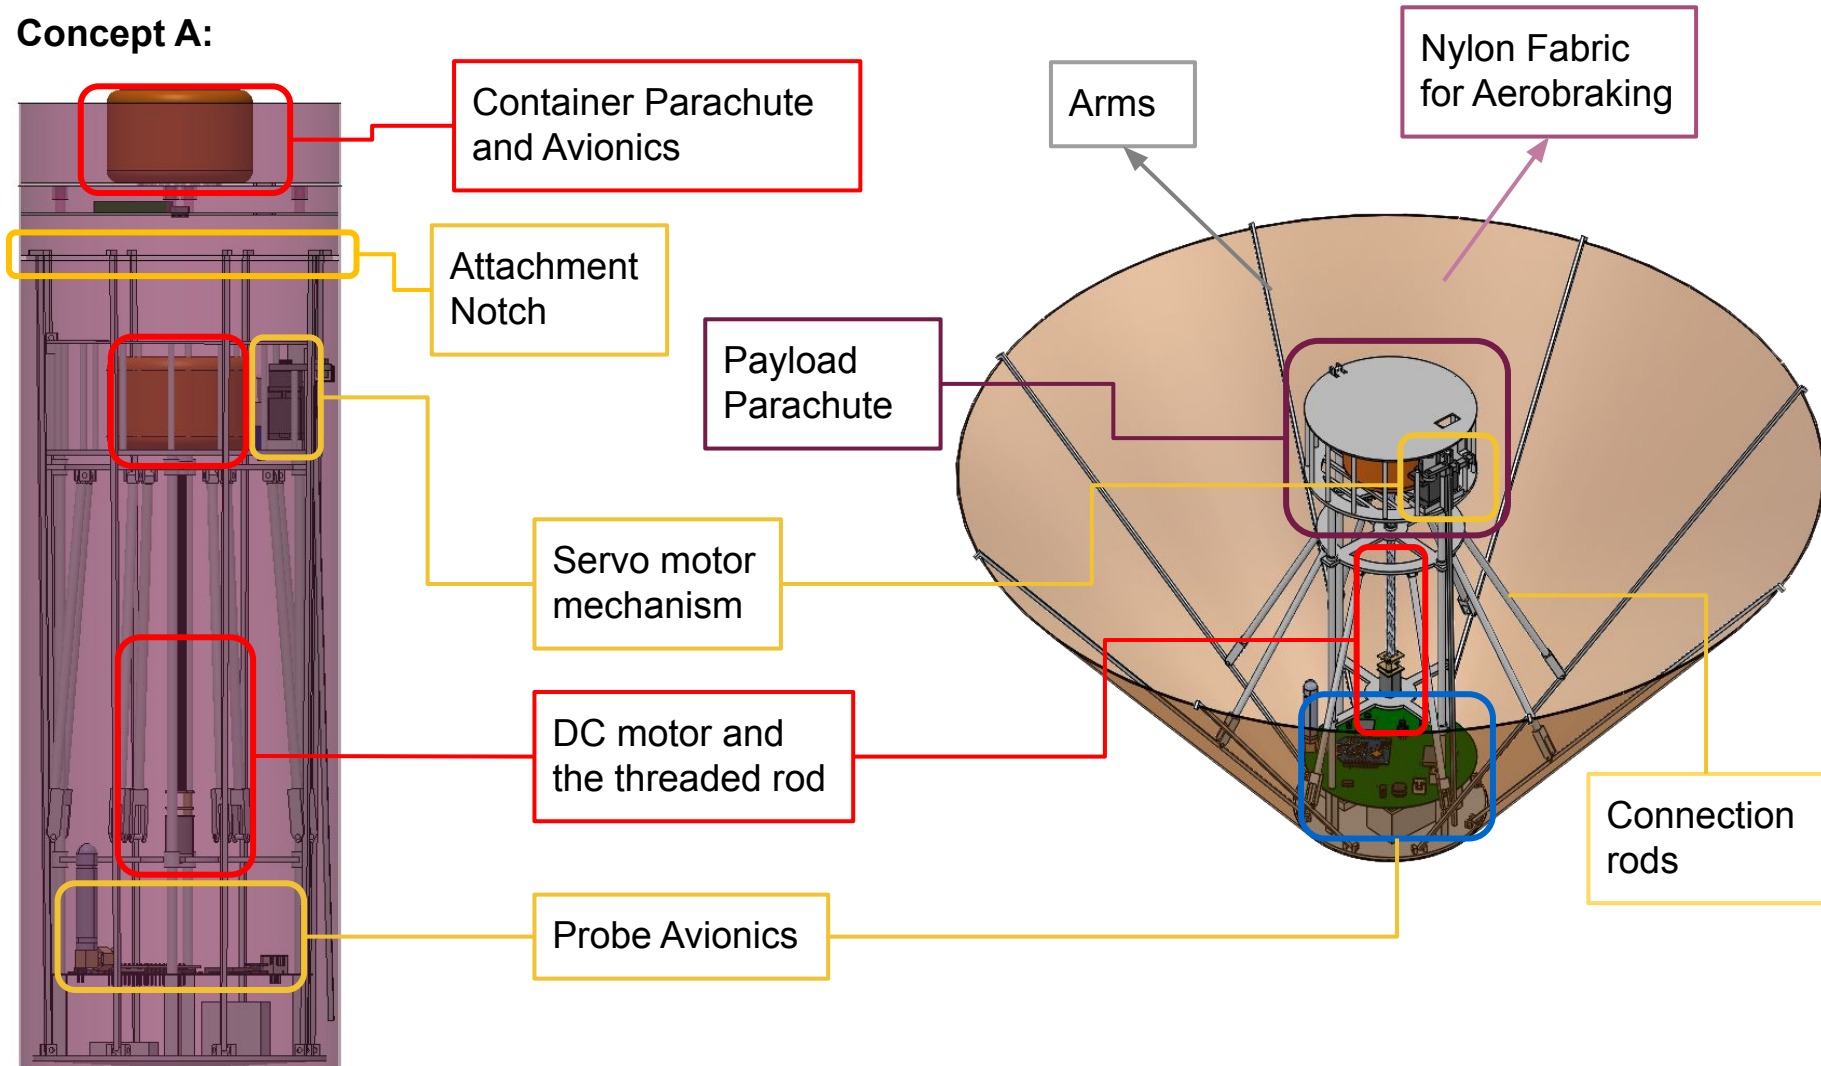 Concept A:
Container Parachute
and Avionics
Attachment
Notch
Servo motor
mechanism
DC motor and
the threaded rod
Probe Avionics
Arms
Nylon Fabric
for Aerobraking
Payload
Parachute
Connection
rods